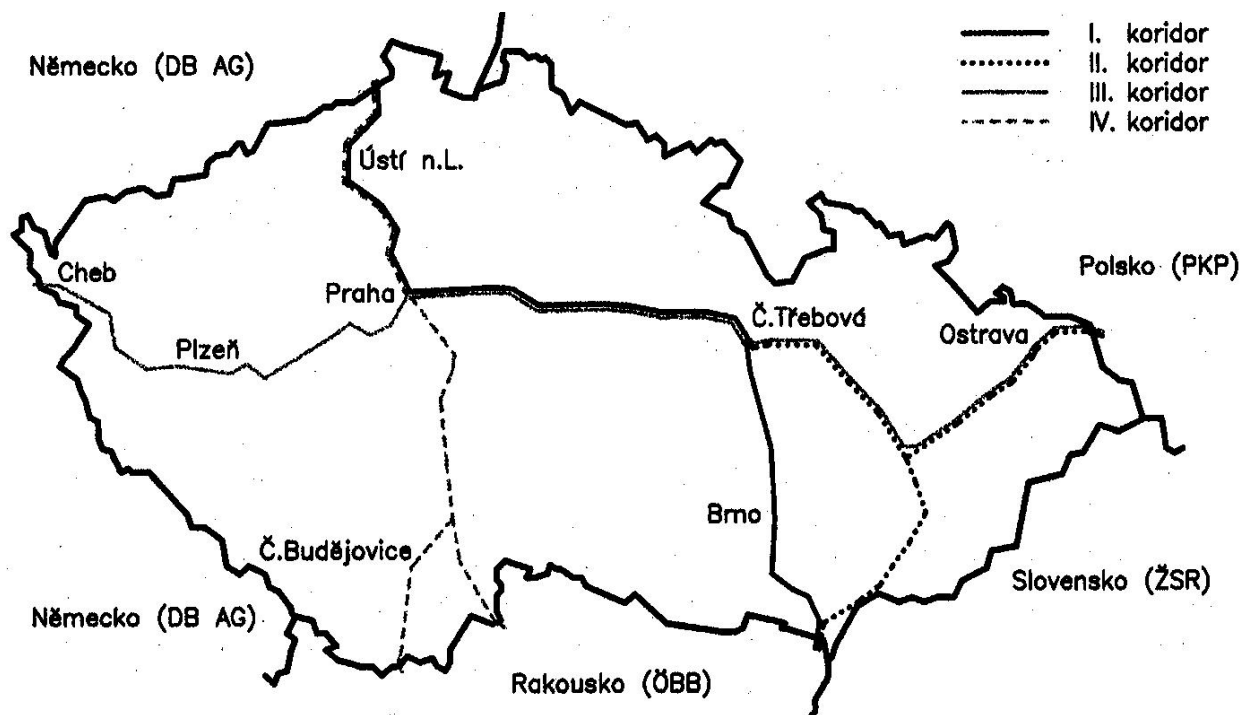 Německo (DB AG)
I. koridor
II. koridor
III. koridor
IV. koridor
Ústí n.L.
Cheb
Praha
Polsko (PKP)
Č.Třebová
Ostrava
Plzeň
Brno
Č.Budějovice
Slovensko (ŽSR)
Německo (DB AG)
Rakousko (ÖBB)